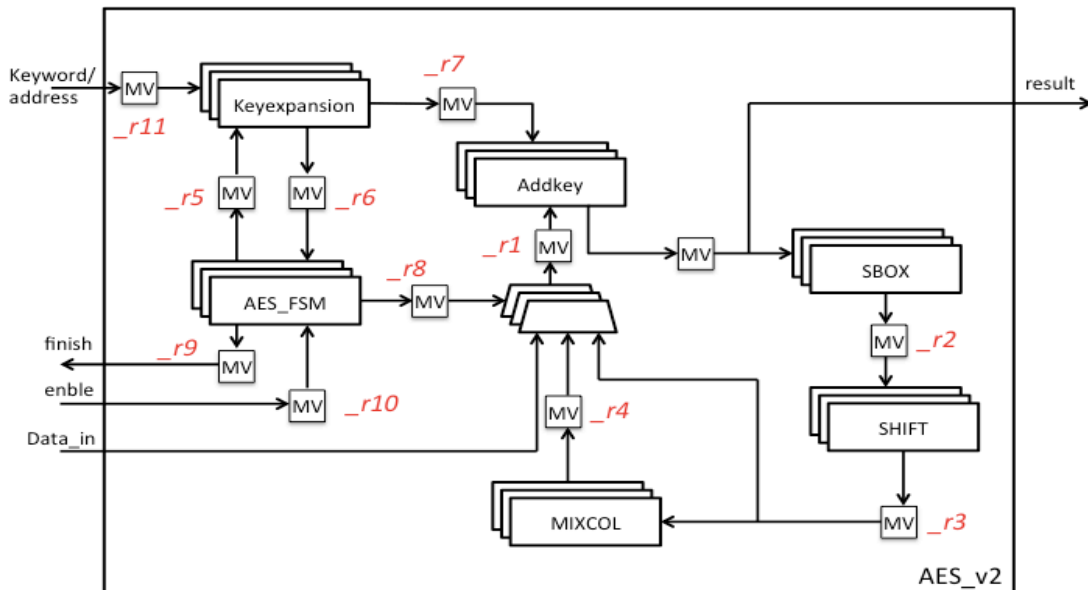 Keyword/
address
MV
_r11
Keyexpansion
_r7
MV
result
Addkey
_r5
MV
MV
_r6
_r1
MV
MV
SBOX
AES_FSM
_r8
MV
MV
_r2
finish
_r9
MV
enble
MV
_r10
MV
_r4
SHIFT
Data_in
MIXCOL
MV
_r3
AES_v2